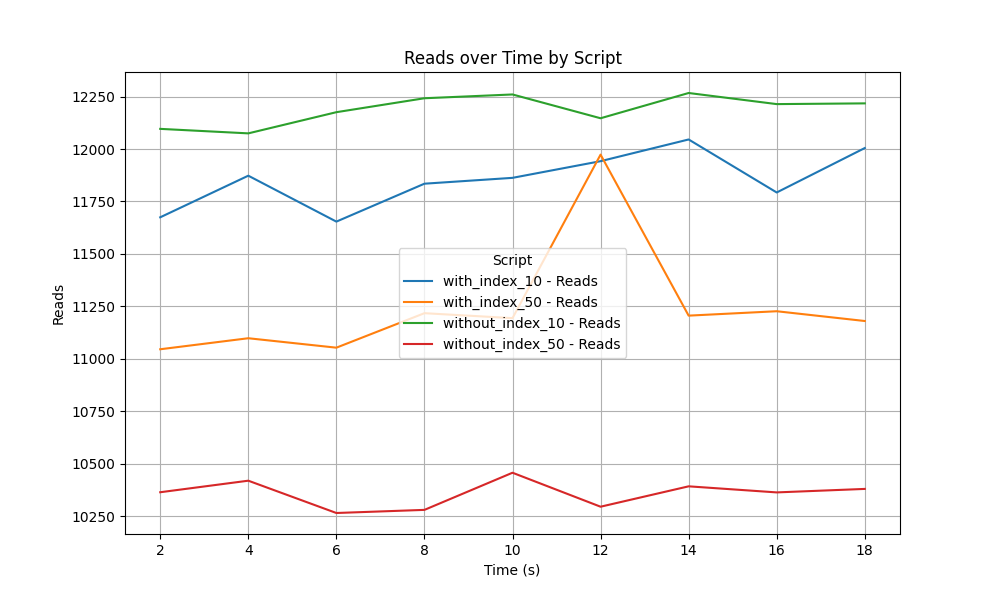 Reads over Time by Script
12250
12000
11750
11500
11250
11000
10750
10500
10250
Reads
Script
with_index_10 - Reads
with_index_50 - Reads
without_index_10 - Reads
without_index_50 - Reads
2 4 6 8 10 12 14 16 18
Time (s)